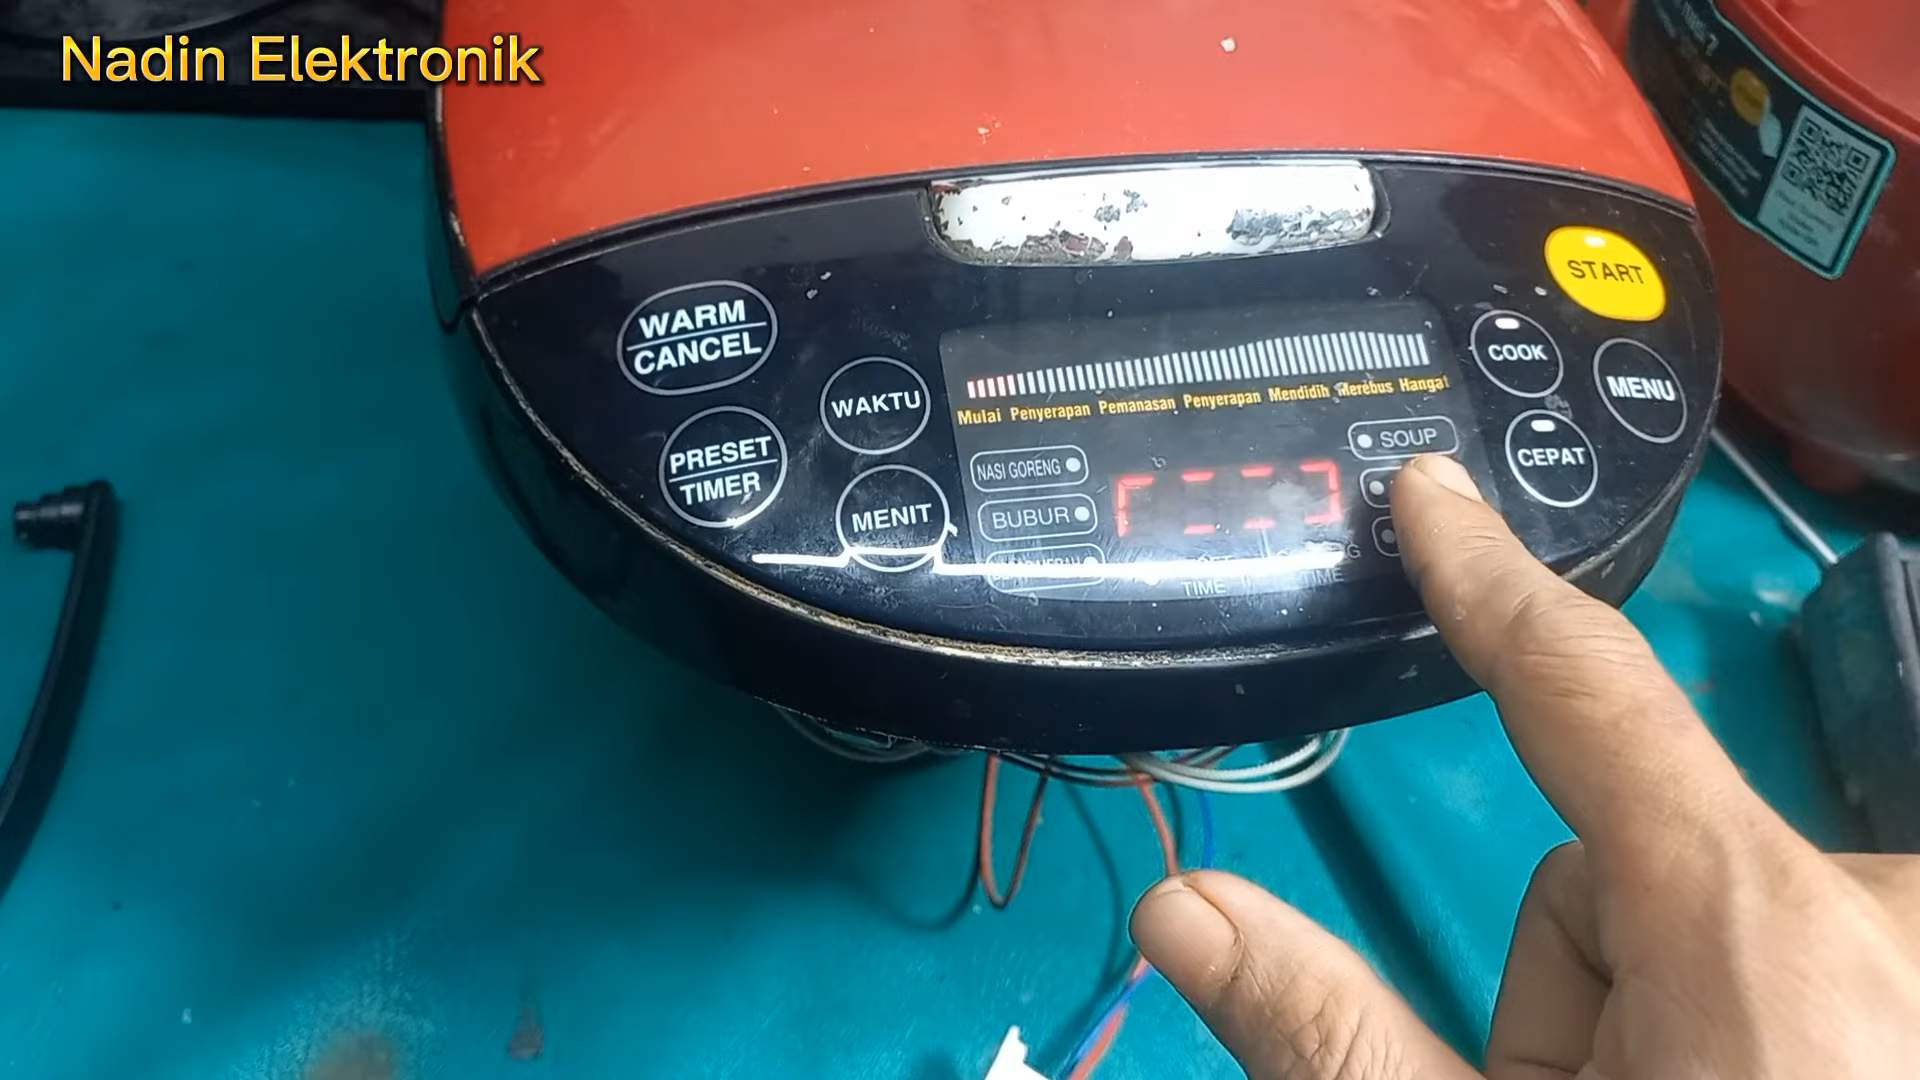 Nadin Elektronik
WARM
CANCEL
START
COOK
MENU
WAKTU
Mulai Penyerapan Pemanasan Penyerapan Mendidih Merebus Hangat
PRESET
TIMER
SOUP
CEPAT
NASI GORENG
MENIT
BUBUR
TIME
TIME